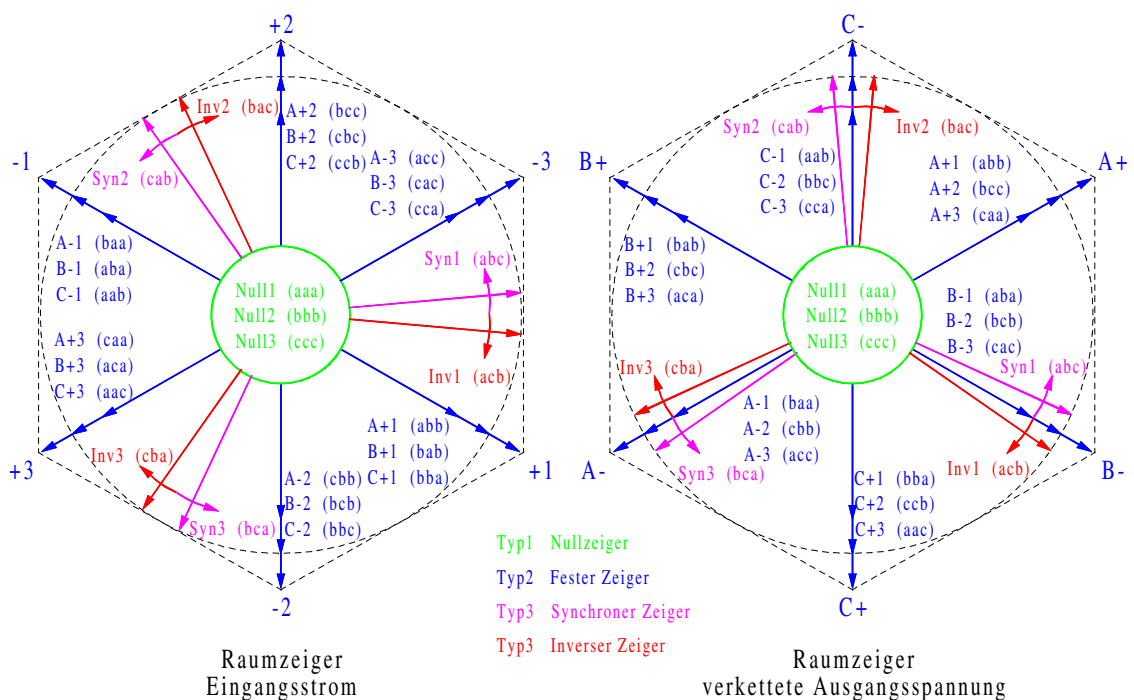 +2
Inv2 (bac)
A+2 (bcc)
B+2 (cbc)
C+2 (ccb)
A-3 (acc)
B-3 (cac)
C-3 (cca)
-1
-3
Syn2 (cab)
A-1 (baa)
B-1 (aba)
C-1 (aab)
Syn1 (abc)
Null1 (aaa)
Null2 (bbb)
Null3 (ccc)
A+3 (caa)
B+3 (aca)
C+3 (aac)
Inv1 (acb)
A+1 (abb)
B+1 (bab)
C+1 (bba)
+3
+1
Inv3 (cba)
A-2 (cbb)
B-2 (bcb)
C-2 (bbc)
Syn3 (bca)
-2
Raumzeiger
Eingangsstrom
C-
Syn2 (cab)
Inv2 (bac)
C-1 (aab)
C-2 (bbc)
C-3 (cca)
A+1 (abb)
A+2 (bcc)
A+3 (caa)
B+
A+
B+1 (bab)
B+2 (cbc)
B+3 (aca)
Null1 (aaa)
Null2 (bbb)
Null3 (ccc)
B-1 (aba)
B-2 (bcb)
B-3 (cac)
Inv3 (cba)
Syn1 (abc)
A-1 (baa)
A-2 (cbb)
A-3 (acc)
A-
Syn3 (bca)
Inv1 (acb)
B-
C+1 (bba)
C+2 (ccb)
C+3 (aac)
C+
Typ1 Nullzeiger
Typ2 Fester Zeiger
Typ3 Synchroner Zeiger
Typ3 Inverser Zeiger
Raumzeiger
verkettete Ausgangsspannung